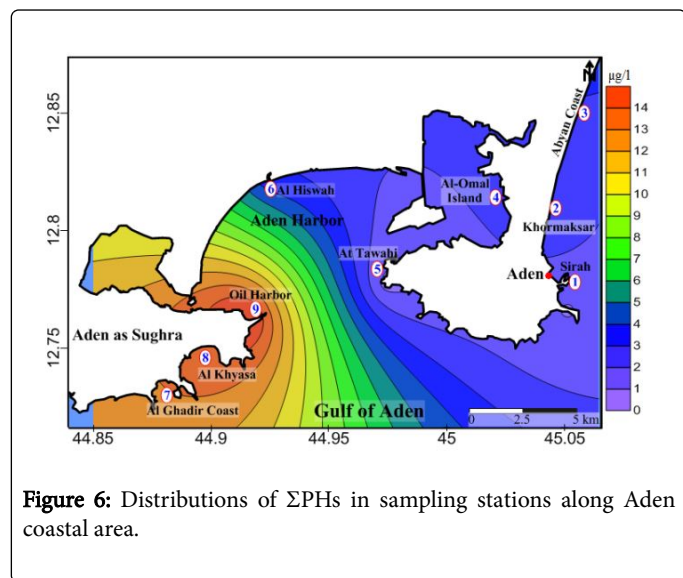 N
µg/l
12.85
12.8
12.75
14
13
12
11
10
9
8
7
6
5
4
3
2
1
0
Abyan Coast
3
6
Al Hiswah
Al-Omal
Island
4
2
Aden Harbor
Khormaksar
At Tawahi
5
Aden
Sirah
1
Oil Harbor
9
Aden as Sughra
8
Al Khyasa
7
Al Ghadir Coast
Gulf of Aden
0 2.5 5 km
44.85 44.9 44.95 45 45.05
Figure 6: Distributions of ΣPHs in sampling stations along Aden
coastal area.